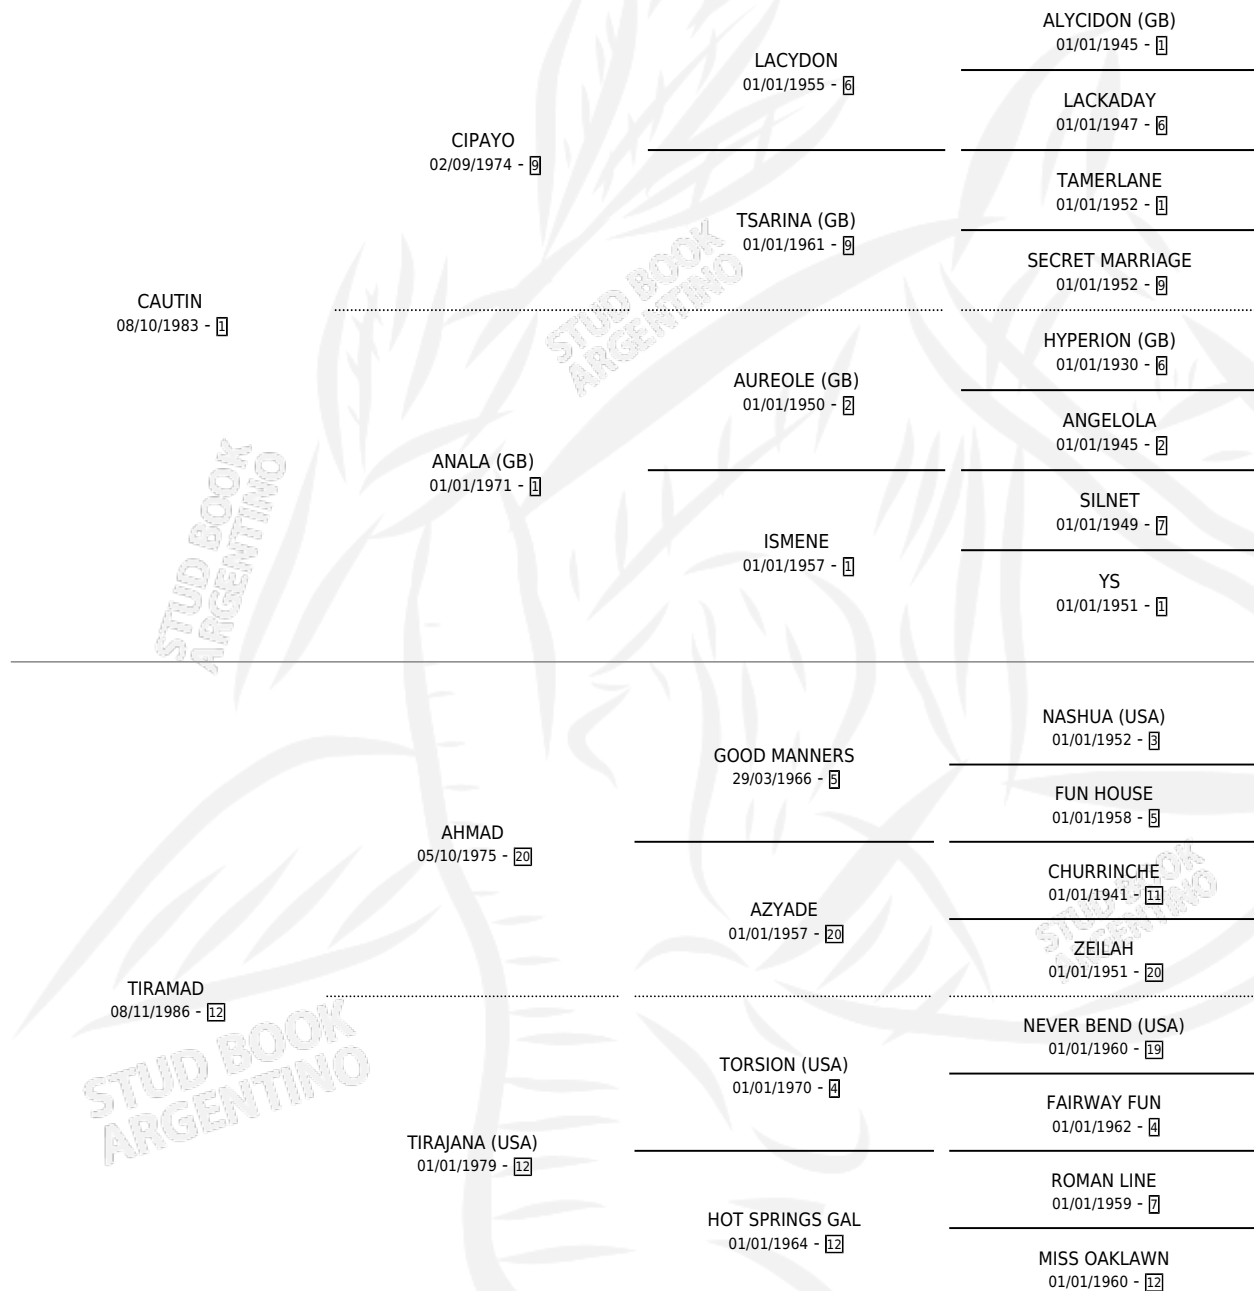 ALYCIDON (GB)
01/01/1945 - 1
LACYDON
01/01/1955 - 6
LACKADAY
01/01/1947 - 6
CIPAYO
02/09/1974 - 9
TAMERLANE
01/01/1952 - 1
TSARINA (GB)
01/01/1961 - 9
SECRET MARRIAGE
01/01/1952 - 9
CAUTIN
08/10/1983 - 1
HYPERION (GB)
01/01/1930 - 6
AUREOLE (GB)
01/01/1950 - 2
ANGELOLA
01/01/1945 - 2
ANALA (GB)
01/01/1971 - 1
SILNET
01/01/1949 - 7
ISMENE
01/01/1957 - 1
YS
01/01/1951 - 1
STUD BOOK
ARGENTINO
STUD BOOK
ARGENTINO
NASHUA (USA)
01/01/1952 - 3
GOOD MANNERS
29/03/1966 - 5
FUN HOUSE
01/01/1958 - 5
AHMAD
05/10/1975 - 20
CHURRINCHE
01/01/1941 - 11
AZYADE
01/01/1957 - 20
ZEILAH
01/01/1951 - 20
TIRAMAD
08/11/1986 - 12
NEVER BEND (USA)
01/01/1960 - 19
TORSION (USA)
01/01/1970 - 4
FAIRWAY FUN
01/01/1962 - 4
TIRAJANA (USA)
01/01/1979 - 12
ROMAN LINE
01/01/1959 - 7
HOT SPRINGS GAL
01/01/1964 - 12
MISS OAKLAWN
01/01/1960 - 12
STUD BOOK
ARGENTINO
STUD BOOK
ARGENTINO